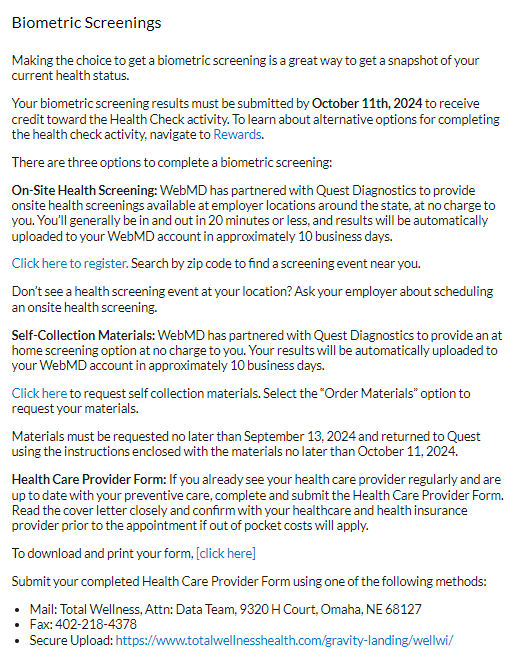 Biometric Screenings
Making the choice to get a biometric screening is a great way to get a snapshot of your
current health status.
Your biometric screening results must be submitted by October 11th, 2024 to receive
credit toward the Health Check activity. To learn about alternative options for completing
the health check activity, navigate to Rewards.
There are three options to complete a biometric screening:
On-Site Health Screening: WebMD has partnered with Quest Diagnostics to provide
onsite health screenings available at employer locations around the state, at no charge to
you. You'll generally be in and out in 20 minutes or less, and results will be automatically
uploaded to your WebMD account in approximately 10 business days.
Click here to register. Search by zip code to find a screening event near you.
Don't see a health screening event at your location? Ask your employer about scheduling
an onsite health screening.
Self-Collection Materials: WebMD has partnered with Quest Diagnostics to provide an at
home screening option at no charge to you. Your results will be automatically uploaded to
your WebMD account in approximately 10 business days.
Click here to request self collection materials. Select the "Order Materials" option to
request your materials.
Materials must be requested no later than September 13, 2024 and returned to Quest
using the instructions enclosed with the materials no later than October 11, 2024.
Health Care Provider Form: If you already see your health care provider regularly and are
up to date with your preventive care, complete and submit the Health Care Provider Form.
Read the cover letter closely and confirm with your healthcare and health insurance
provider prior to the appointment if out of pocket costs will apply.
To download and print your form, [click here]
Submit your completed Health Care Provider Form using one of the following methods:
• Mail: Total Wellness, Attn: Data Team, 9320 H Court, Omaha, NE 68127
• Fax: 402-218-4378
• Secure Upload: https://www.totalwellnesshealth.com/gravity-landing/wellwi/